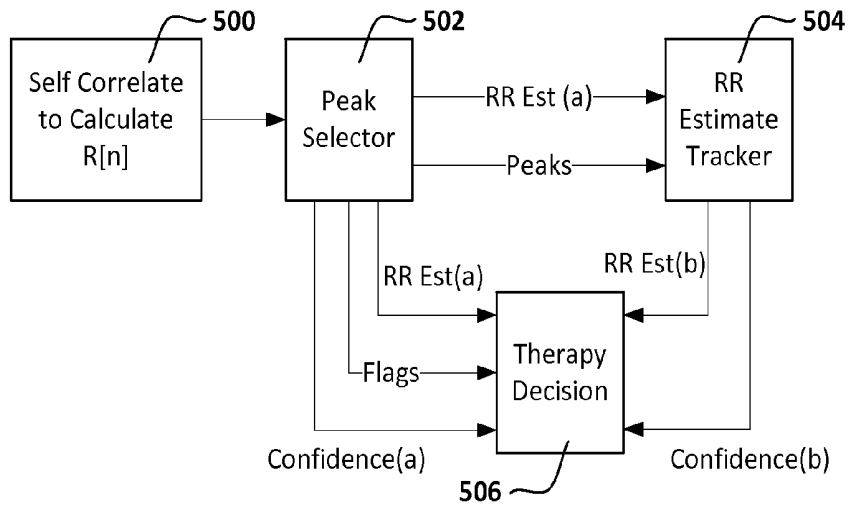 500
502
504
Self Correlate
to Calculate
R[n]
Peak
Selector
RR Est (a)
Peaks
RR
Estimate
Tracker
RR Est(a)
RR Est(b)
Flags
Therapy
Decision
Confidence(a)
Confidence(b)
506